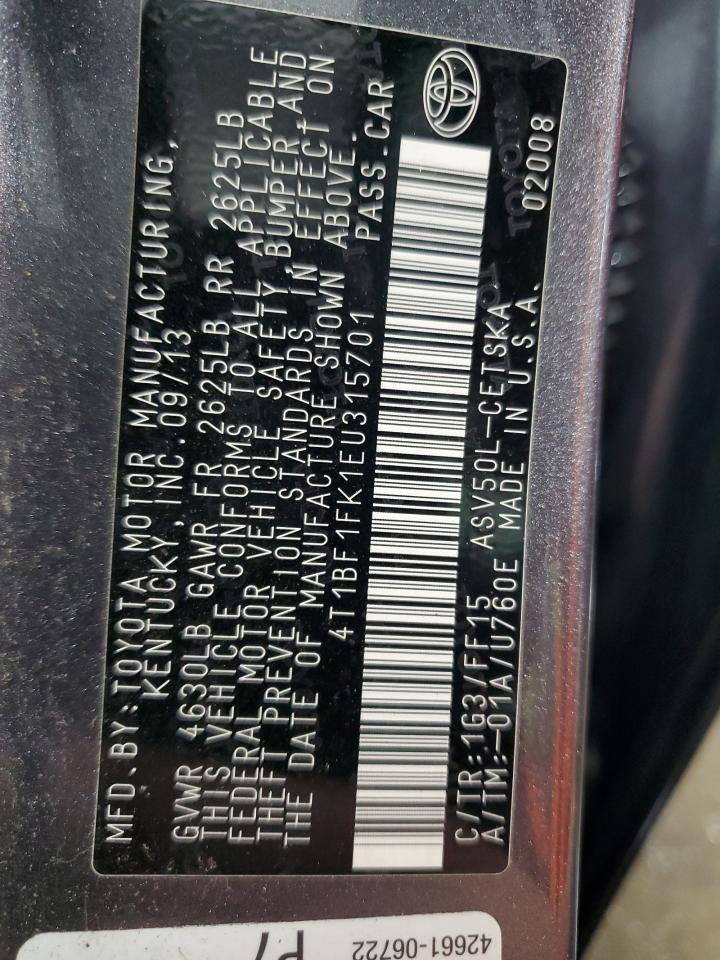 MFD.BY:TOYOTA MOTOR MANUFACTURING,
KENTUCKY, INC.09/13
GVWR 4630LB GAWR FR 2625LB RR 2625LB
THIS VEHICLE CONFORMS TO ALL APPLICABLE
FEDERAL MOTOR VEHICLE SAFETY, BUMPER,AND
THEFT PREVENTION STANDARDS IN EFFECT ON
THE DATE OF MANUFACTURE SHOWN ABOVE.
4T1BF1FK1EU315701 PASS.CAR
C/TR:1G3/FF15 ASV50L-CETSKA
A/TM:-01A/U760E MADE IN U.S.A. 02008
42661-06722